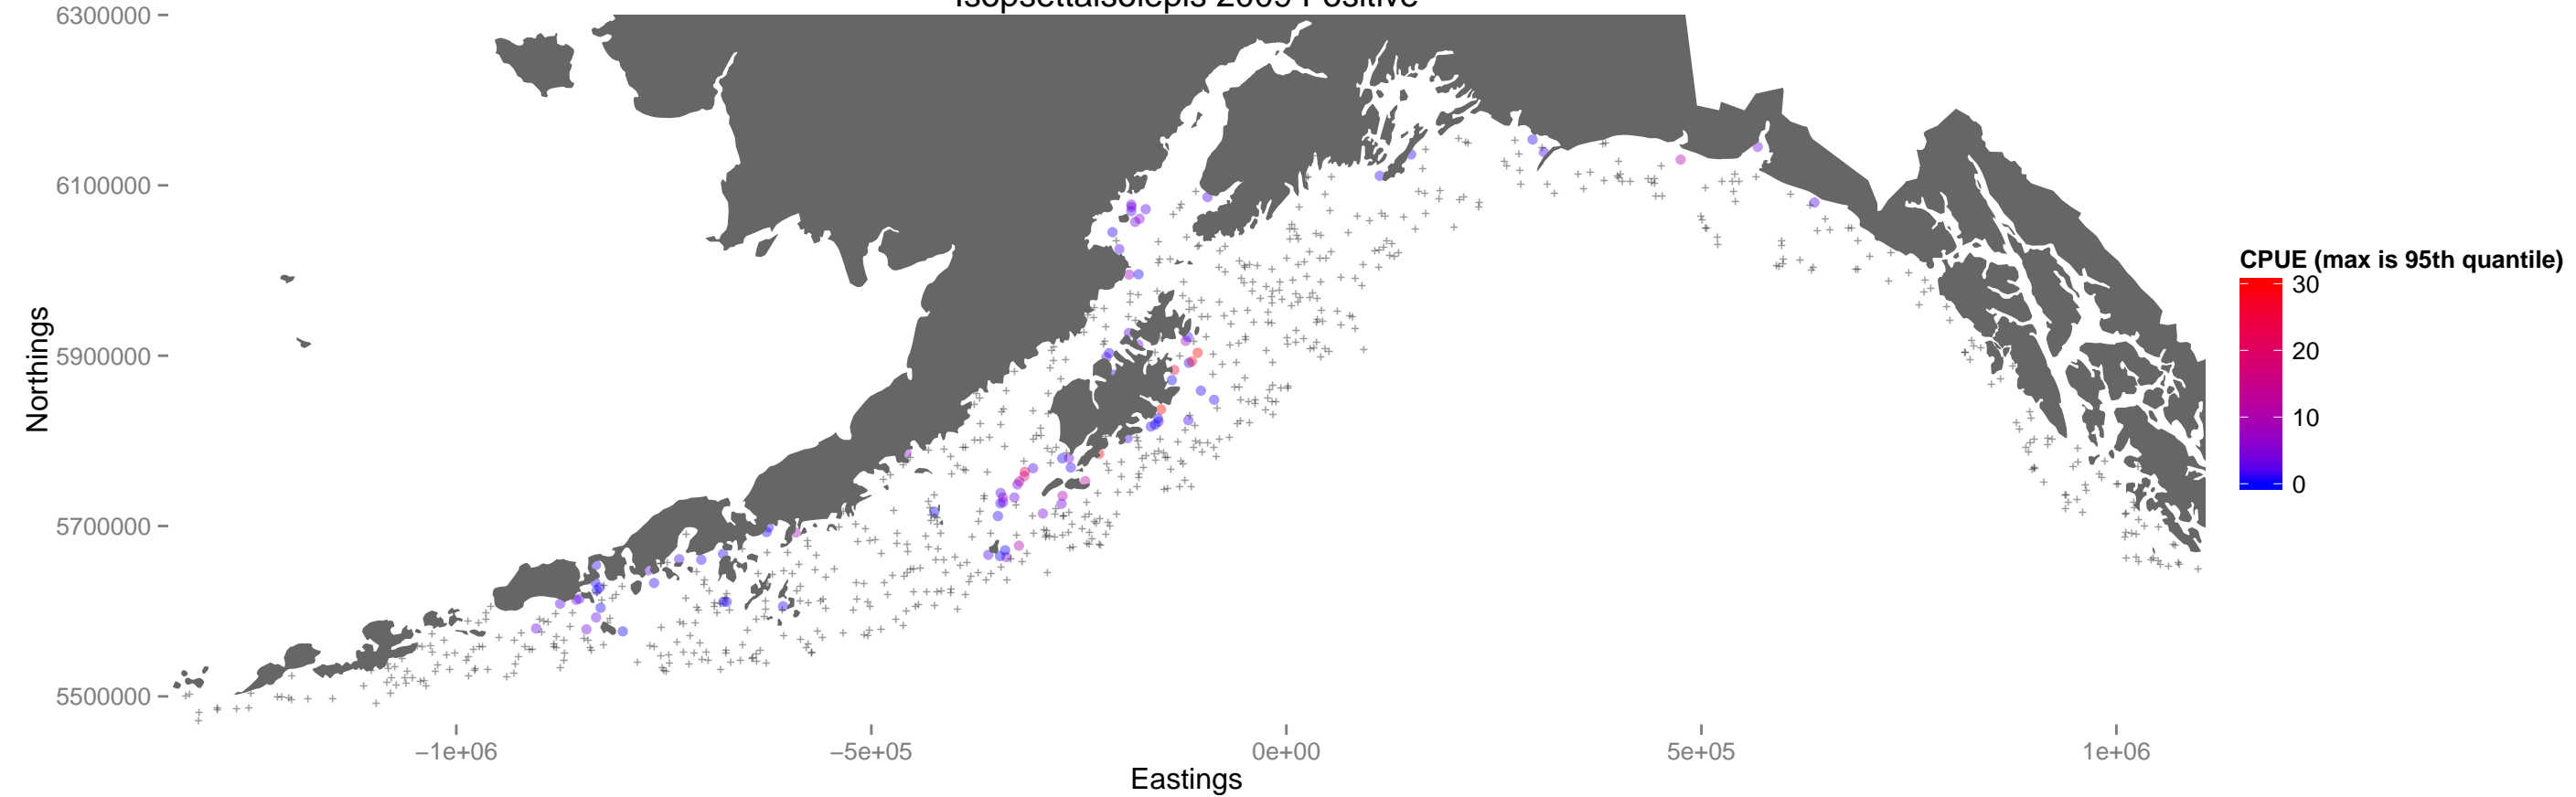 Isopsettaisolepis 2009 Positive
6300000
6100000
5900000
5700000
5500000
Northings
−1e+06
−5e+05
0e+00
5e+05
1e+06
Eastings
CPUE (max is 95th quantile)
30
20
10
0